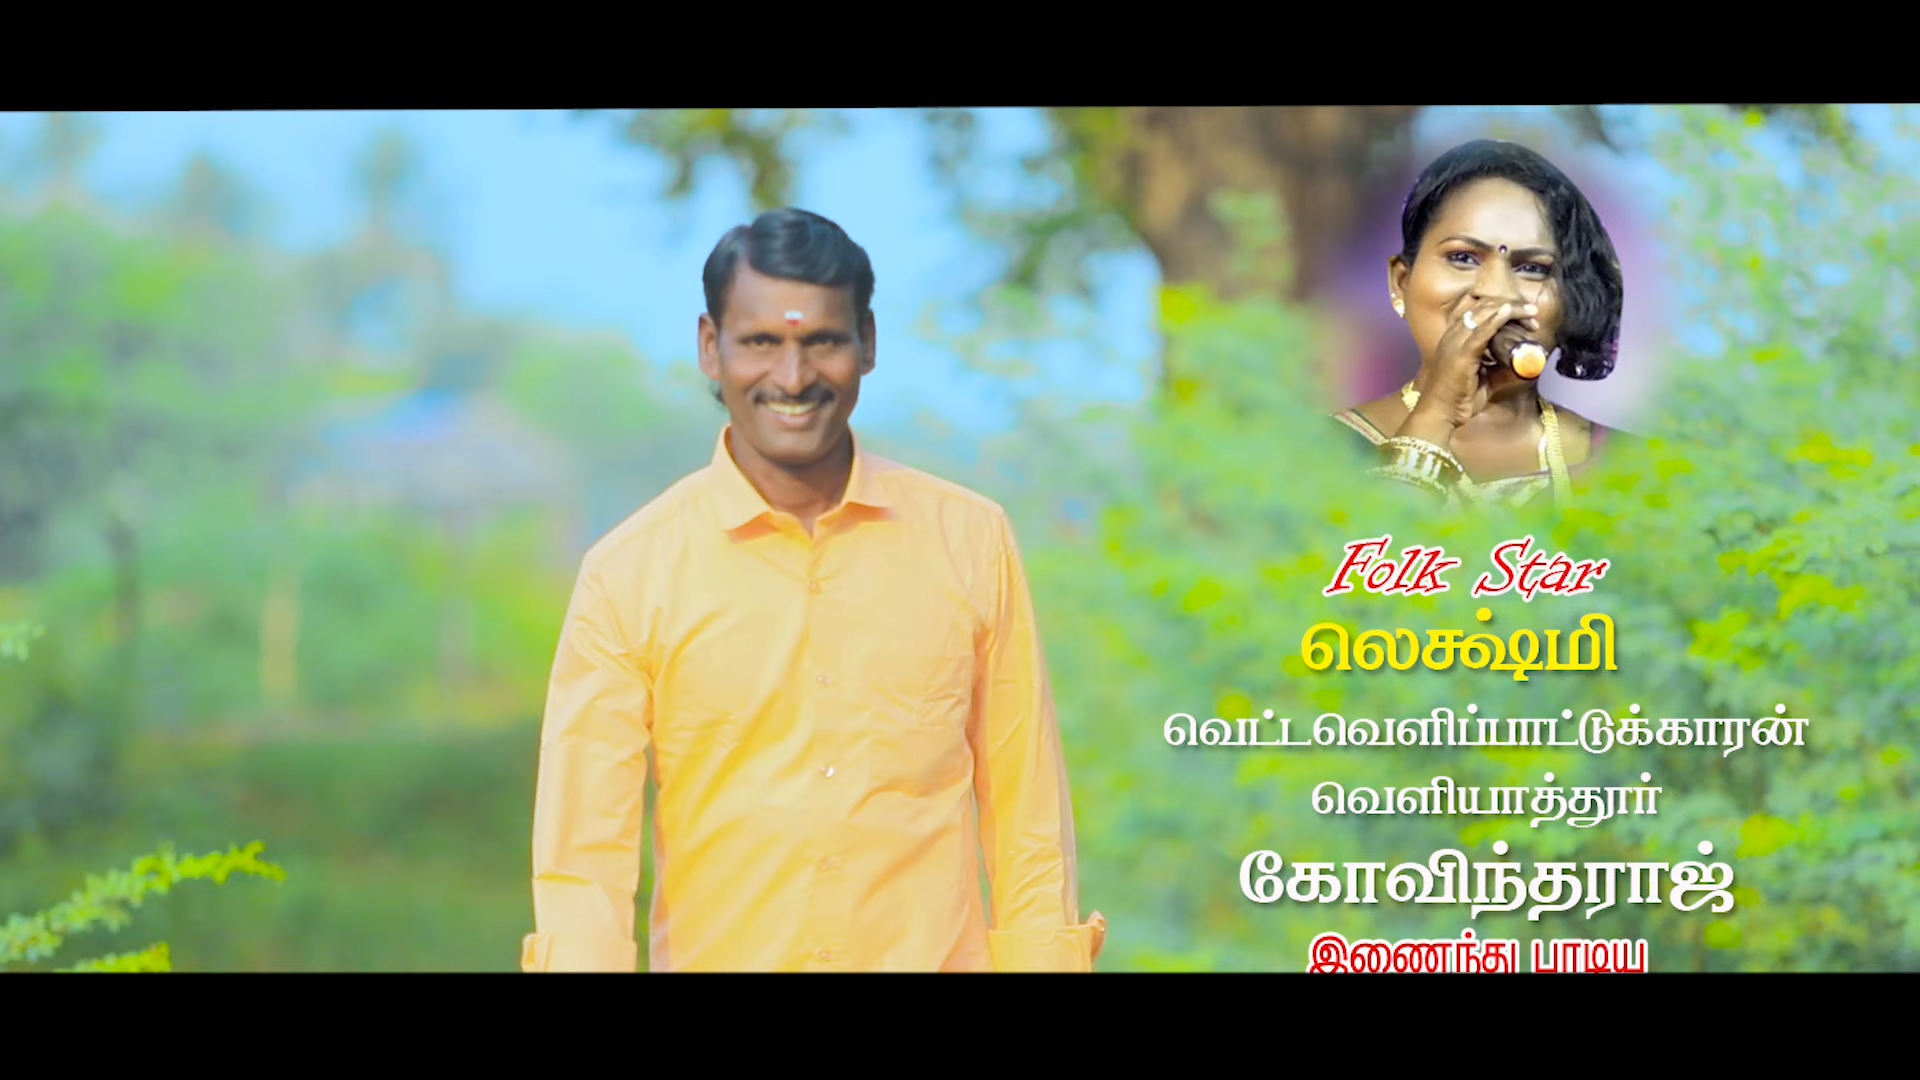 Folk Star
லெக்ஷ்மி
வெட்டவெளிப்பாட்டுக்காரன்
வெளியாத்தூர்
கோவிந்தராஜ்
இணைந்து பாடிய